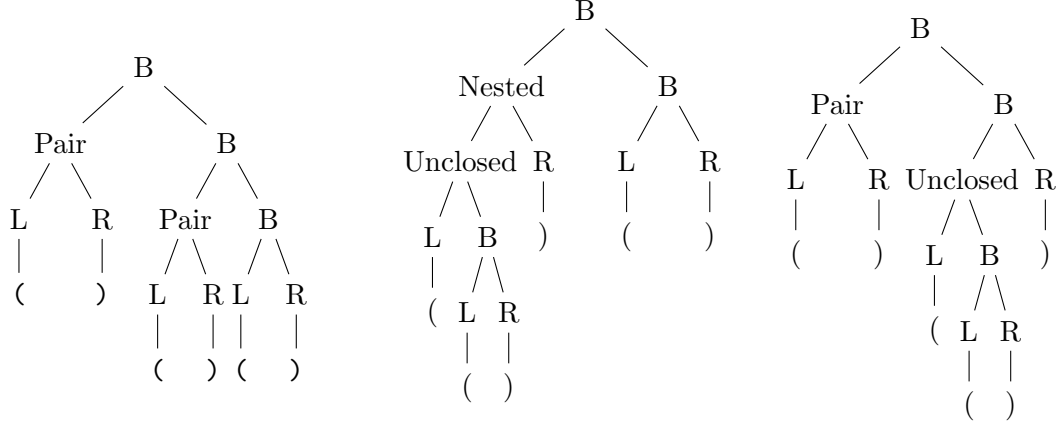 B
Pair B
L R Pair B
( ) L R L R
( ) ( )
B
Nested B
Unclosed R L R
L B ) ( )
( L R
( )
B
Pair B
L R Unclosed R
( ) L B )
( L R
( )